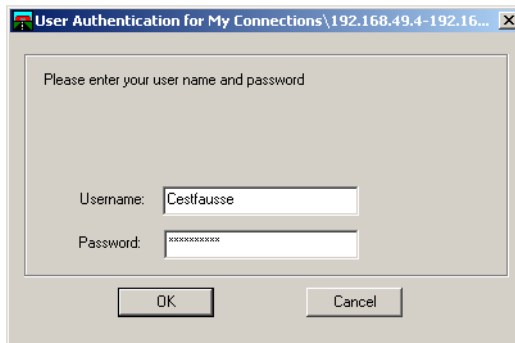 User Authentication for My Connections\192.168.49.4-192.16...
Please enter your user name and password
Username: Cestfausse
Password: **********
OK Cancel